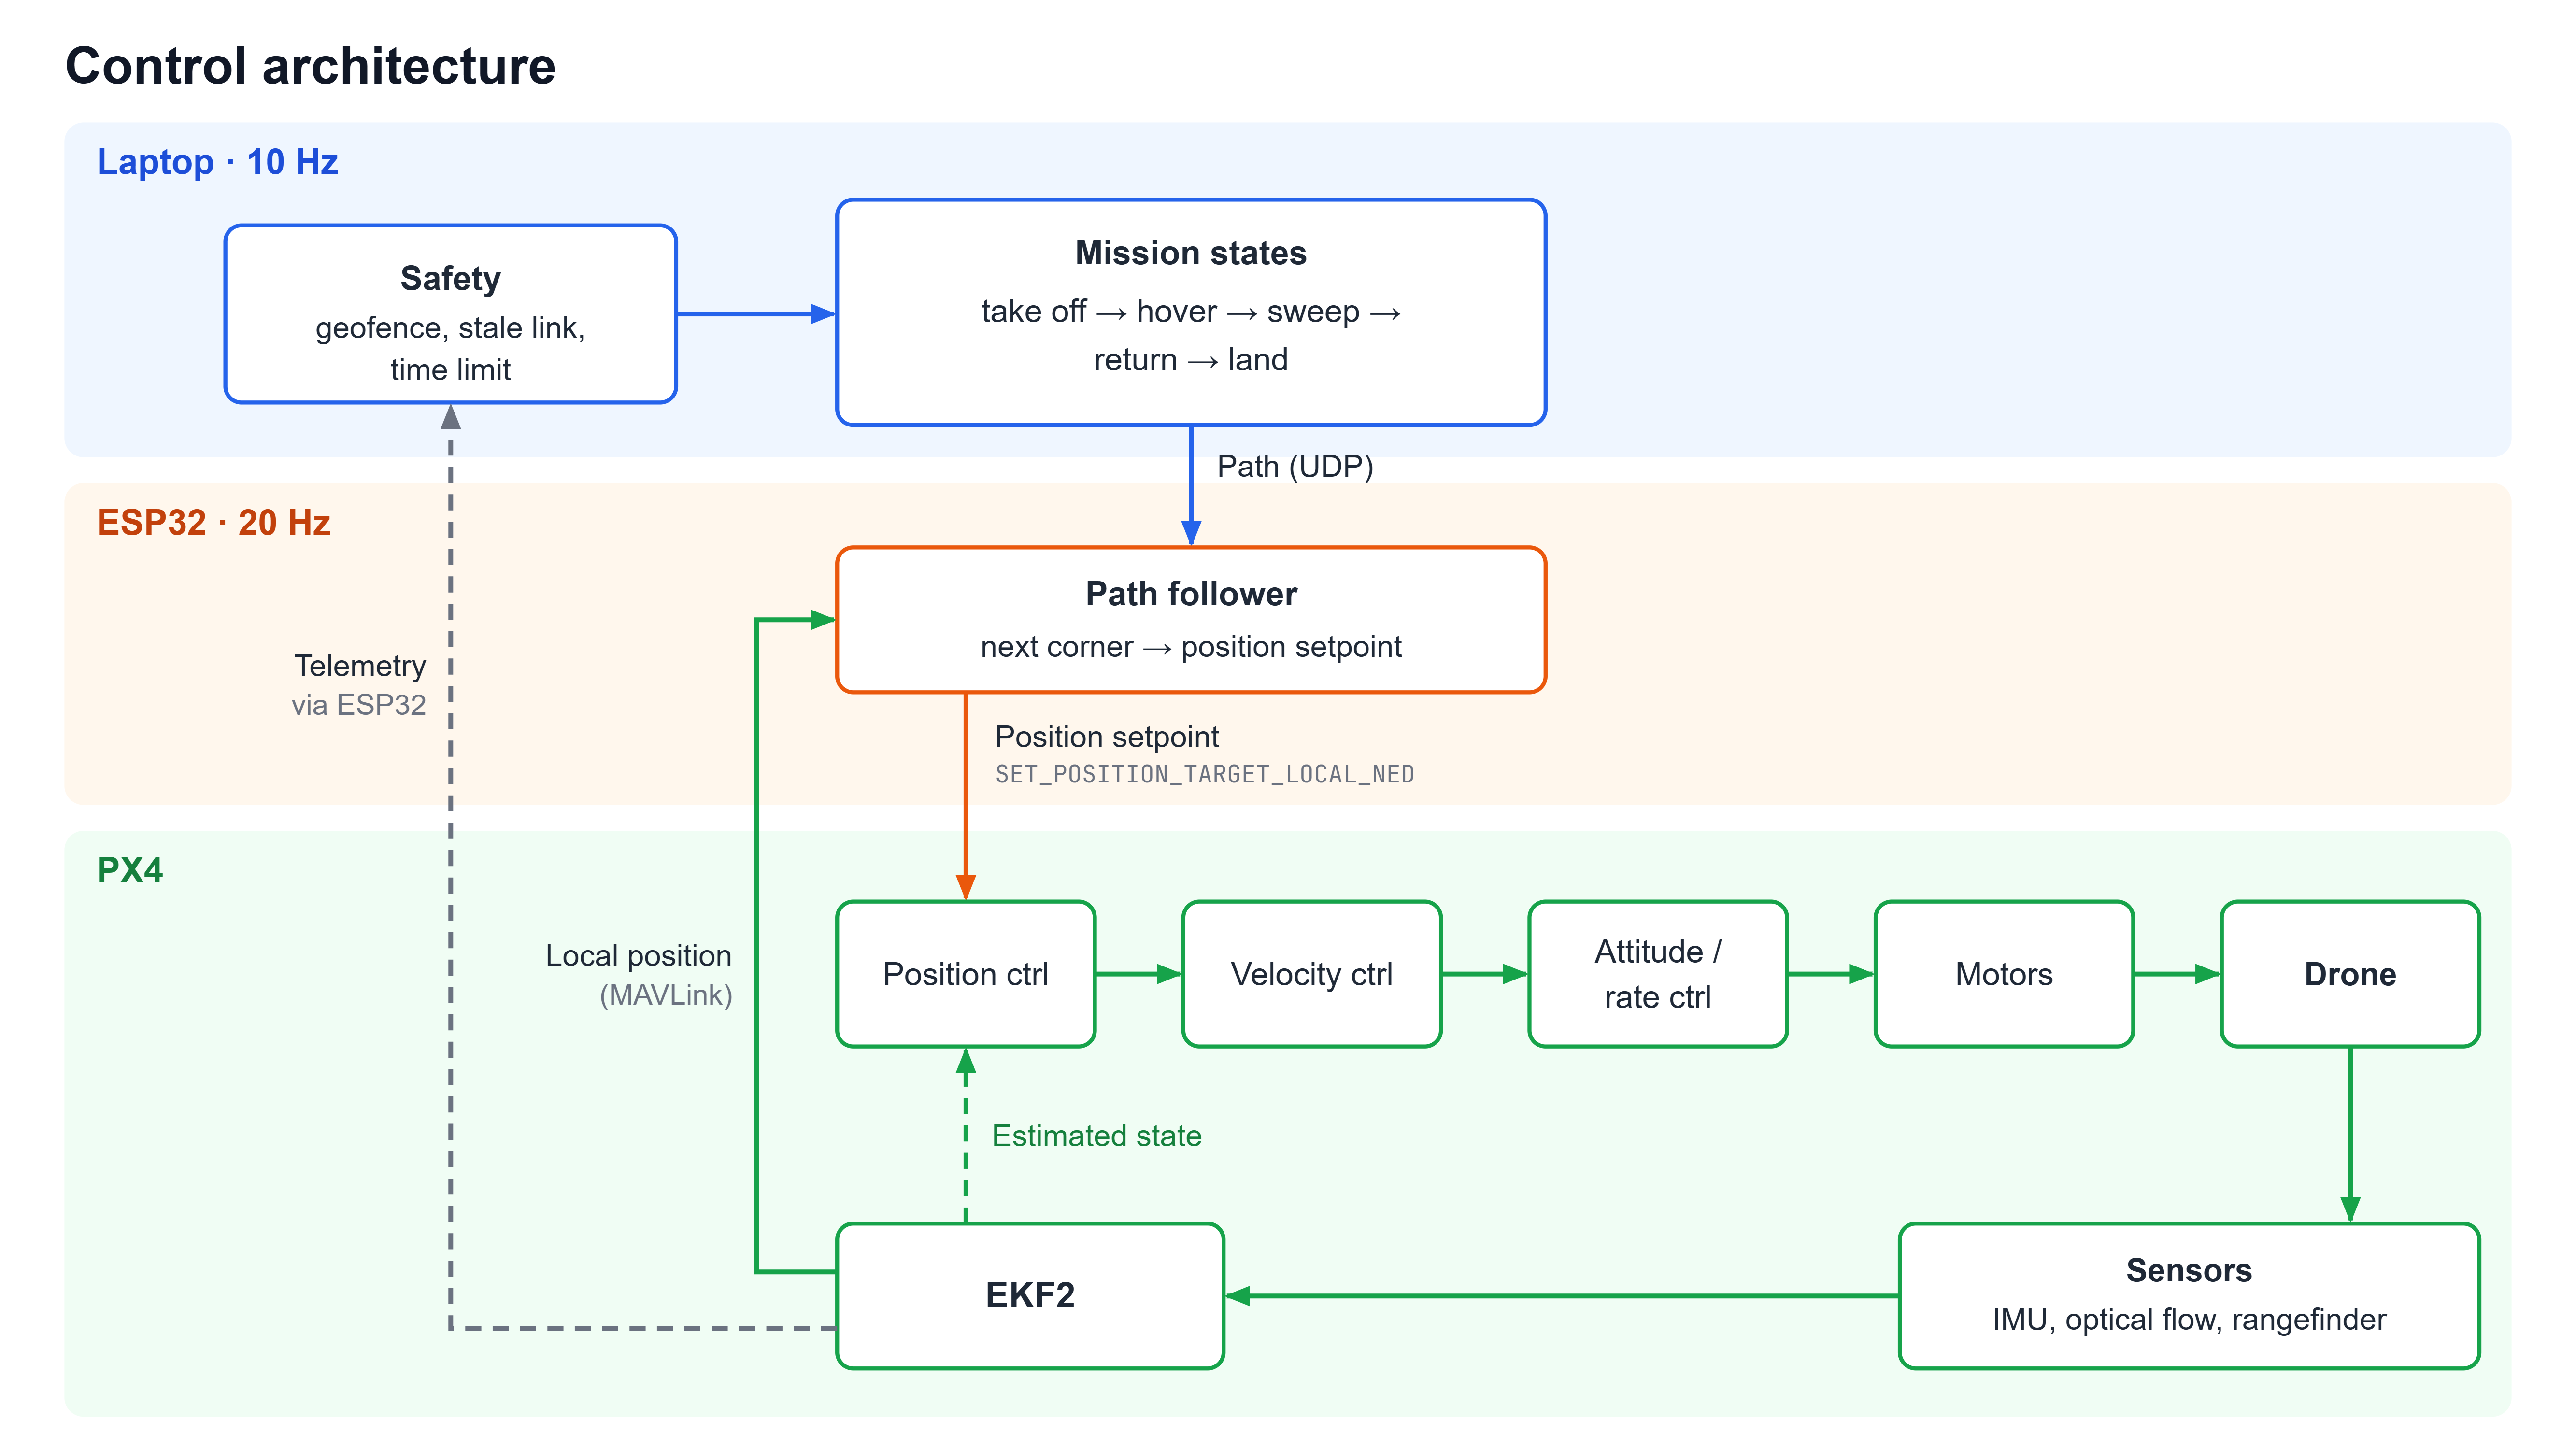 Control architecture
Laptop · 10 Hz
Safety
geofence, stale link,
time limit
Mission states
take off → hover → sweep →
return → land
Path (UDP)
ESP32 · 20 Hz
Path follower
next corner → position setpoint
Telemetry
via ESP32
Position setpoint
SET_POSITION_TARGET_LOCAL_NED
PX4
Local position
(MAVLink)
Position ctrl
Velocity ctrl
Attitude /
rate ctrl
Motors
Drone
Estimated state
EKF2
Sensors
IMU, optical flow, rangefinder